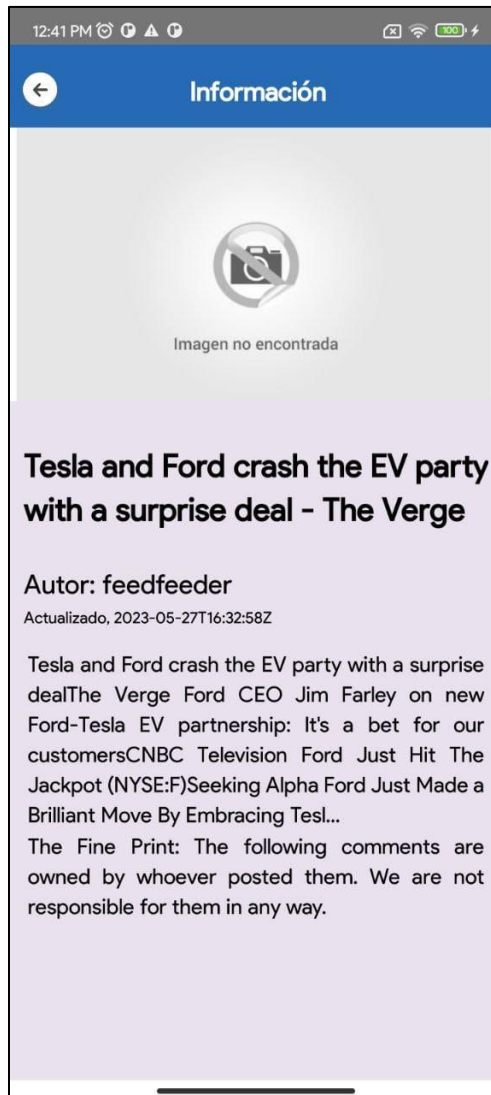 12:41 PM
100
Información
Imagen no encontrada
Tesla and Ford crash the EV party
with a surprise deal - The Verge
Autor: feedfeeder
Actualizado, 2023-05-27T16:32:58Z
Tesla and Ford crash the EV party with a surprise
dealThe Verge Ford CEO Jim Farley on new
Ford-Tesla EV partnership: It's a bet for our
customersCNBC Television Ford Just Hit The
Jackpot (NYSE:F)Seeking Alpha Ford Just Made a
Brilliant Move By Embracing Tesl...
The Fine Print: The following comments are
owned by whoever posted them. We are not
responsible for them in any way.